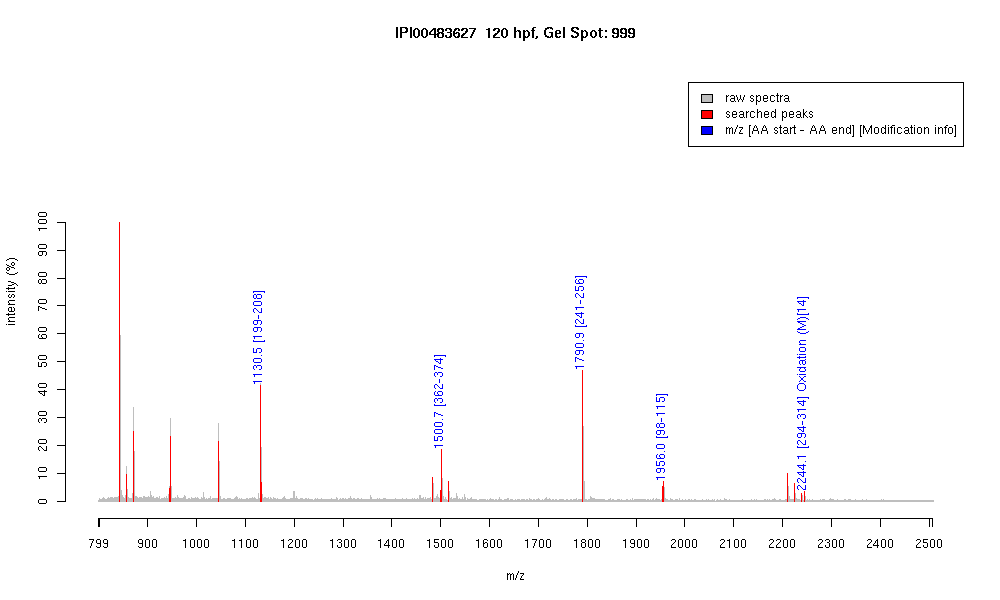 IPI00483627  120 hpf, Gel Spot: 999
raw spectra
searched peaks
m/z [AA start - AA end] [Modification info]
intensity (%)
100
90
80
70
60
50
40
30
20
10
0
1130.5 [199-208]
1500.7 [362-374]
1790.9 [241-256]
1956.0 [98-115]
2244.1 [294-314] Oxidation (M)[14]
799 900 1000 1100 1200 1300 1400 1500 1600 1700 1800 1900 2000 2100 2200 2300 2400 2500
m/z